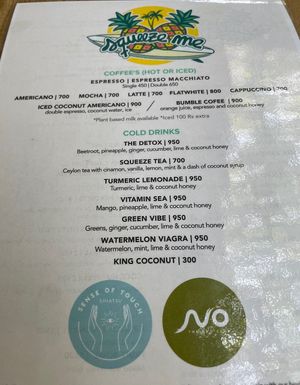 squeeze me
COFFEE'S (HOT OR ICED)
ESPRESSO | ESPRESSO MACCHIATO
Single 450 | Double 650
AMERICANO | 700 MOCHA | 700 LATTE | 700 FLATWHITE | 800 CAPPUCCINO | 700
ICED COCONUT AMERICANO | 900 / BUMBLE COFEE | 900
double espresso, coconut water, ice orange juice, espresso and coconut honey
*Plant based milk available *Iced 100 Rs extra
COLD DRINKS
THE DETOX | 950
Beetroot, pineapple, ginger, cucumber, lime & coconut honey
SQUEEZE TEA | 700
Ceylon tea with cinamon, vanilla, lemon, mint & a dash of coconut syrup
TURMERIC LEMONADE | 950
Turmeric, lime & coconut honey
VITAMIN SEA | 950
Mango, pineapple, lime & coconut honey
GREEN VIBE | 950
Greens, ginger, cucumber, lime & coconut honey
WATERMELON VIAGRA | 950
Watermelon, mint, lime & coconut honey
KING COCONUT | 300
SENSE OF TOUCH
SHIATSU
NO